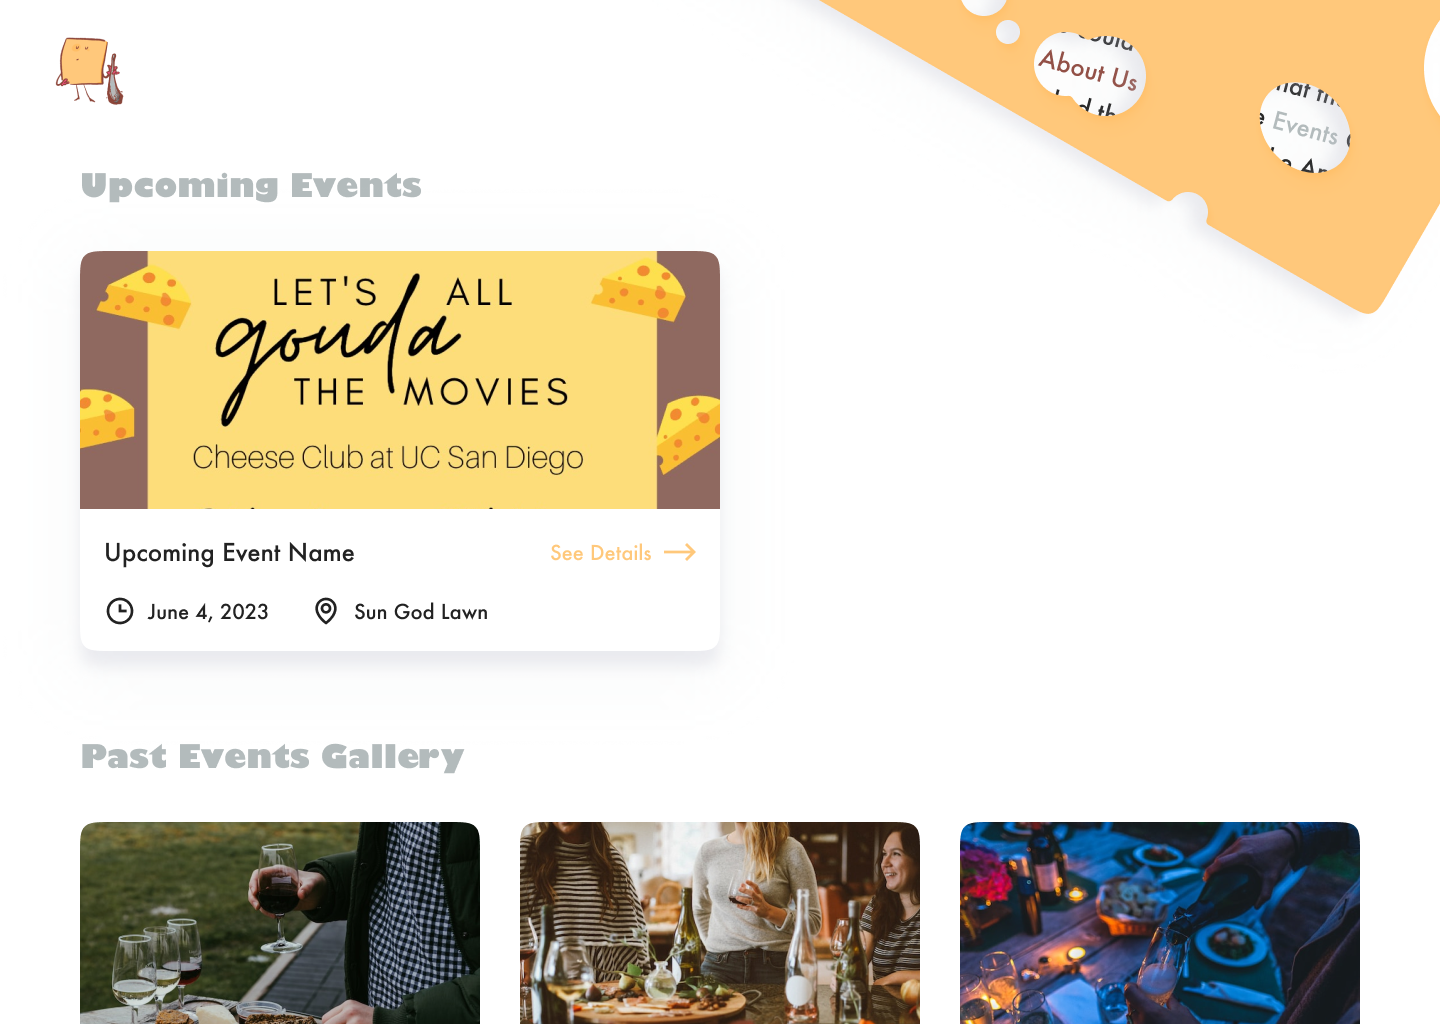 could
About Us
Events
Upcoming Events
LET'S ALL
gouda
THE MOVIES
Cheese Club at UC San Diego
Upcoming Event Name
See Details
June 4, 2023
Sun God Lawn
Past Events Gallery